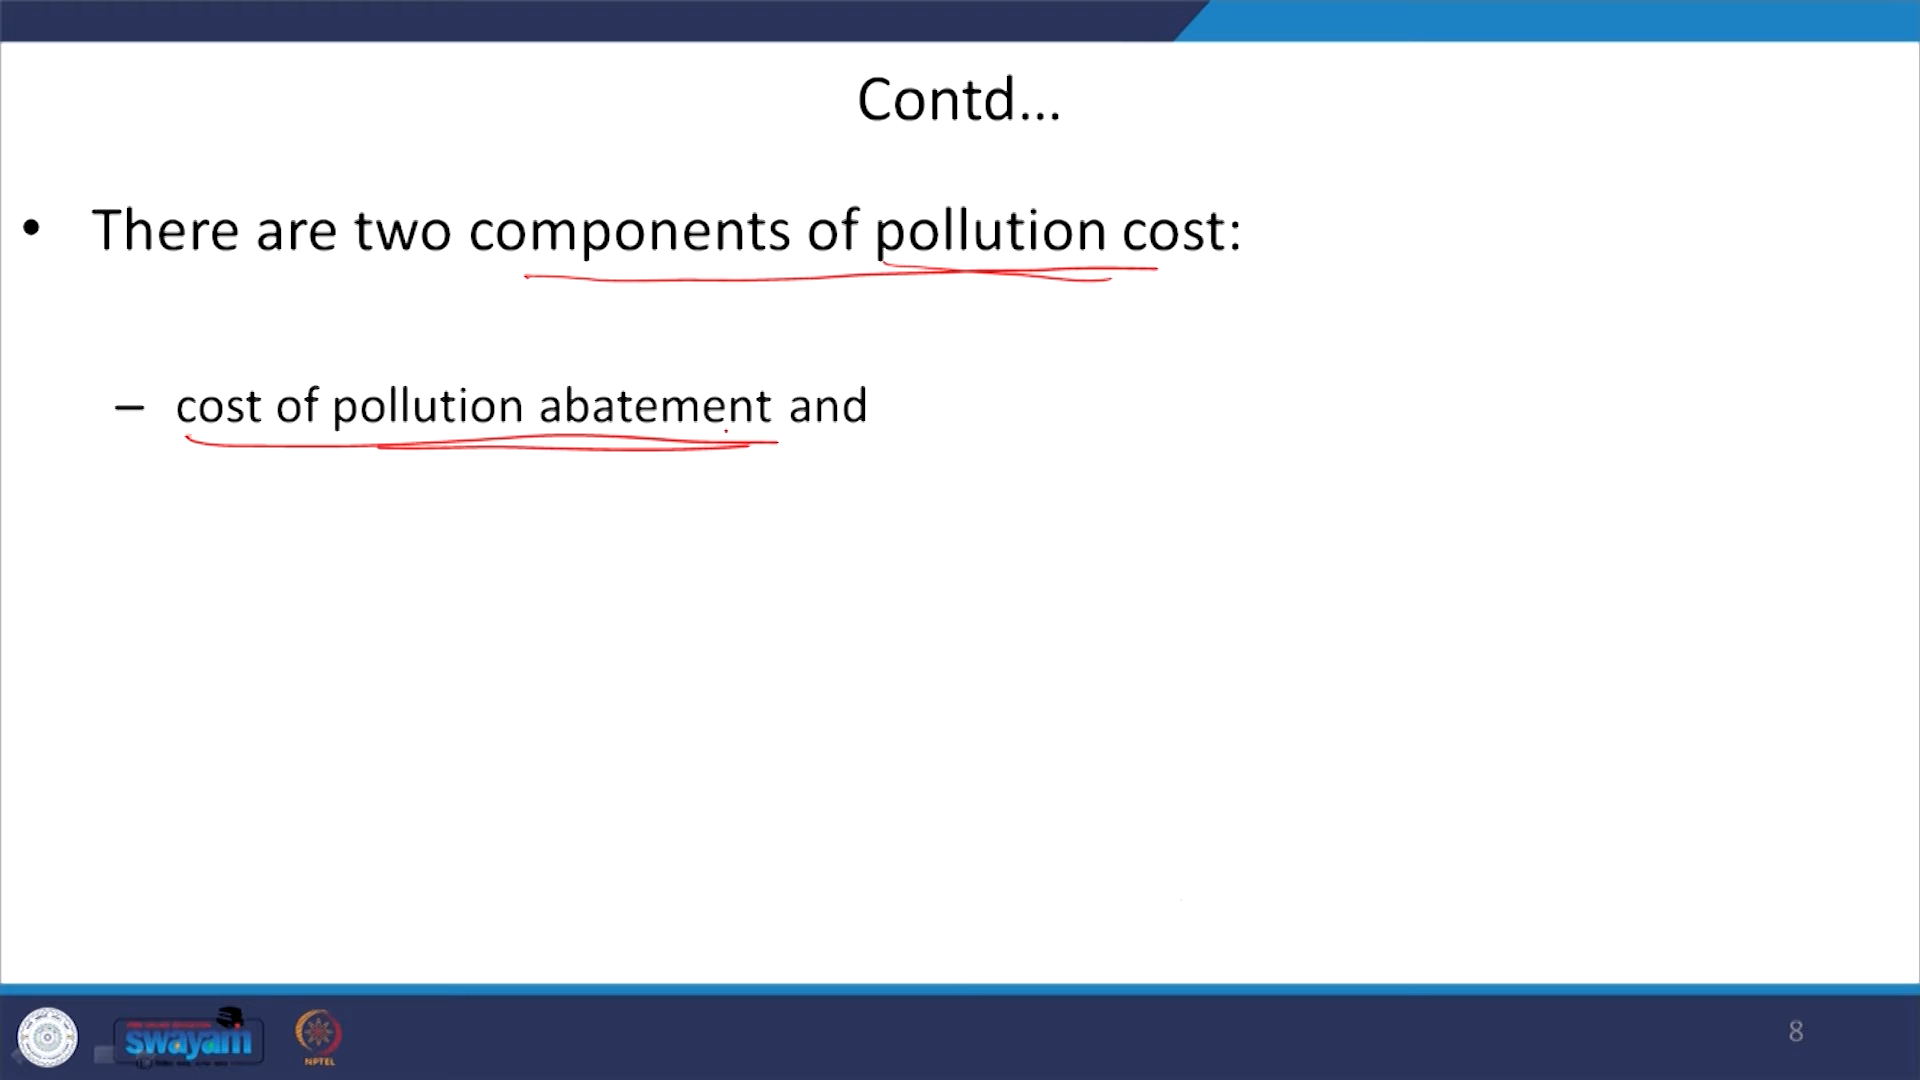 Contd...
• There are two components of pollution cost:
– cost of pollution abatement and
swayam
NPTEL
8